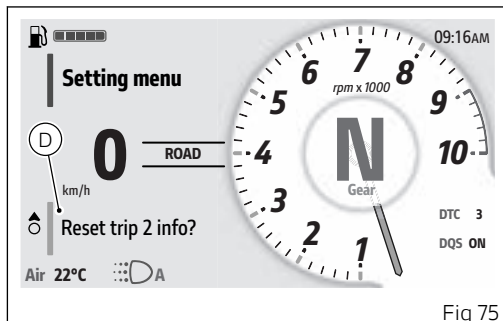 09:16AM
Setting menu
D
0
ROAD
km/h
Reset trip 2 info?
Air 22°C
A
1
2
3
4
5
6
7
8
9
10
rpm x 1000
N
Gear
DTC 3
DQS ON
Fig 75